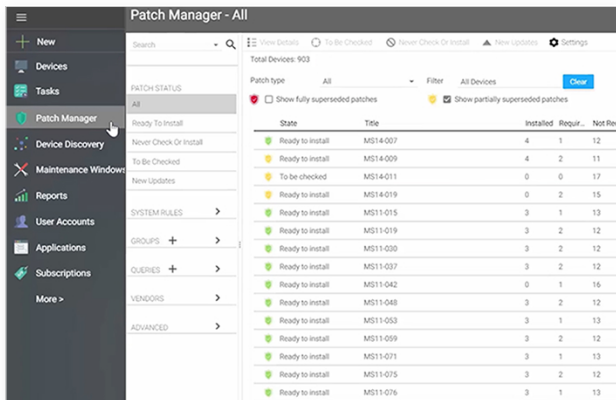 Patch Manager - All
New
Devices
Tasks
Patch Manager
Device Discovery
Maintenance Windows
Reports
User Accounts
Applications
Subscriptions
More >
Search
PATCH STATUS
All
Ready To Install
Never Check Or Install
To Be Checked
New Updates
SYSTEM RULES >
GROUPS + >
QUERIES + >
VENDORS >
ADVANCED >
View Details To Be Checked Never Check Or Install New updates Settings
Total Devices: 903
Patch type All Filter All Devices Clear
Show fully superseded patches Show partially superseded patches
State Title Installed Requir... Not Re
Ready to install MS14-007 4 1 12
Ready to install MS14-009 4 2 11
To be checked MS14-011 0 0 17
Ready to install MS14-019 0 2 15
Ready to install MS11-015 3 1 13
Ready to install MS11-019 3 2 12
Ready to install MS11-030 3 2 12
Ready to install MS11-037 3 2 12
Ready to install MS11-042 0 1 16
Ready to install MS11-048 3 2 12
Ready to install MS11-053 3 1 13
Ready to install MS11-059 3 2 12
Ready to install MS11-071 3 1 13
Ready to install MS11-075 3 2 12
Ready to install MS11-076 3 1 13